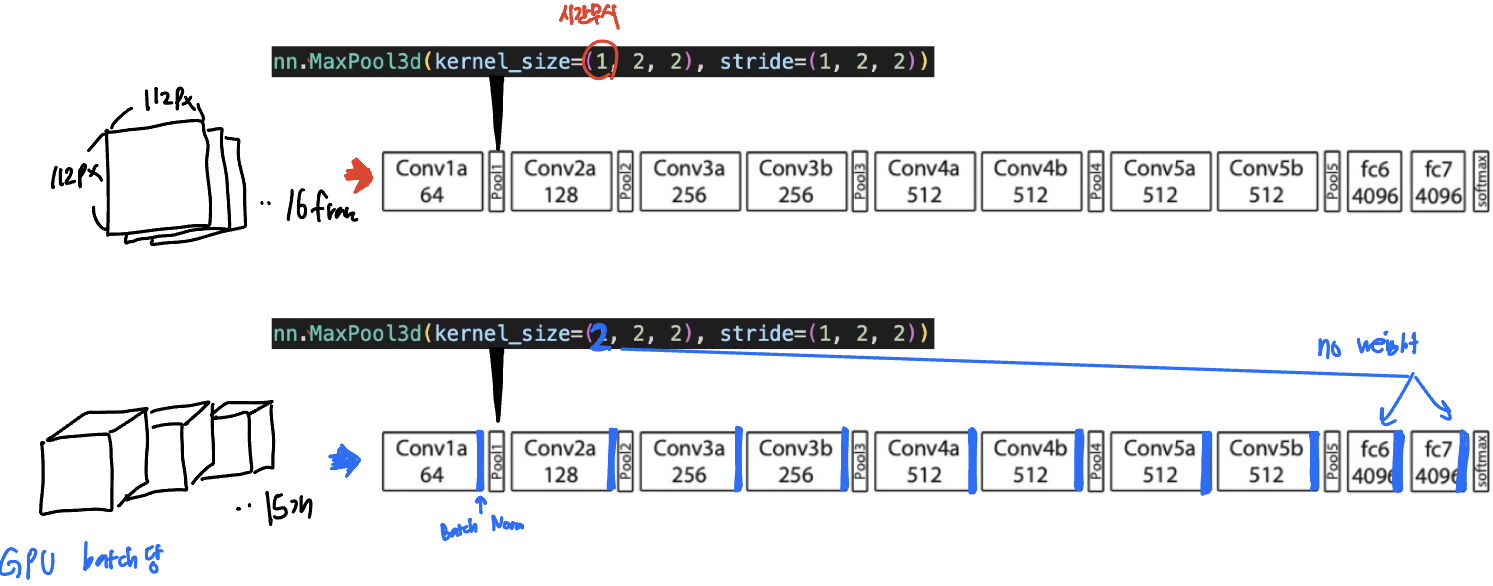 시간무시
nn.MaxPool3d(kernel_size=(1, 2, 2), stride=(1, 2, 2))
112px
112px
·· 16fram
Conv1a
64
Pool1
Conv2a
128
Pool2
Conv3a
256
Conv3b
256
Pool3
Conv4a
512
Conv4b
512
Pool4
Conv5a
512
Conv5b
512
Pool5
fc6
4096
fc7
4096
softmax
nn.MaxPool3d(kernel_size=(2, 2, 2), stride=(1, 2, 2))
no weight
Conv1a
64
Pool1
Conv2a
128
Pool2
Conv3a
256
Conv3b
256
Pool3
Conv4a
512
Conv4b
512
Pool4
Conv5a
512
Conv5b
512
Pool5
fc6
4096
fc7
4096
softmax
·· 15개
Batch Norm
GPU batch당